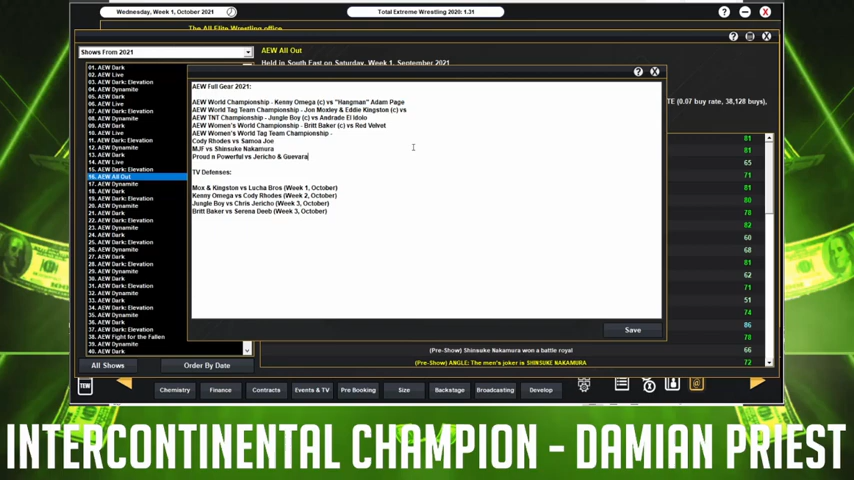 Wednesday, Week 1, October 2021
Total Extreme Wrestling 2020: 1.31
The All Elite Wrestling office
Shows From 2021
AEW All Out
Held in South East on Saturday, Week 1, September 2021
01. AEW Dark
02. AEW Live
03. AEW Dark: Elevation
04. AEW Dynamite
05. AEW Dark
06. AEW Live
07. AEW Dark: Elevation
08. AEW Dynamite
09. AEW Dark
10. AEW Live
11. AEW Dark: Elevation
12. AEW Dynamite
13. AEW Dark
14. AEW Live
15. AEW Dark: Elevation
16. AEW All Out
17. AEW Dynamite
18. AEW Dark
19. AEW Dark: Elevation
20. AEW Dynamite
21. AEW Dark
22. AEW Dynamite
23. AEW Dark
24. AEW Dark
25. AEW Dark: Elevation
26. AEW Dynamite
27. AEW Dark
28. AEW Dark: Elevation
29. AEW Dynamite
30. AEW Dark
31. AEW Dark: Elevation
32. AEW Dynamite
33. AEW Dark
34. AEW Dark: Elevation
35. AEW Dynamite
36. AEW Dark
37. AEW Dark: Elevation
38. AEW Fight for the Fallen
39. AEW Dynamite
40. AEW Dark
AEW Full Gear 2021:
AEW World Championship - Kenny Omega (c) vs "Hangman" Adam Page
AEW World Tag Team Championship - Jon Moxley & Eddie Kingston (c) vs
AEW TNT Championship - Jungle Boy (c) vs Andrade El Idolo
AEW Women's World Championship - Britt Baker (c) vs Red Velvet
AEW Women's World Tag Team Championship -
Cody Rhodes vs Samoa Joe
MJF vs Shinsuke Nakamura
Proud n Powerful vs Jericho & Guevara
TV Defenses:
Mox & Kingston vs Lucha Bros (Week 1, October)
Kenny Omega vs Cody Rhodes (Week 2, October)
Jungle Boy vs Chris Jericho (Week 3, October)
Britt Baker vs Serena Deeb (Week 3, October)
Save
TE (0.07 buy rate, 38,128 buys),
81
81
65
71
81
80
78
82
60
68
81
62
71
51
74
86
78
(Pre-Show) Shinsuke Nakamura won a battle royal 66
(Pre-Show) ANGLE: The men's joker is SHINSUKE NAKAMURA 72
All Shows
Order By Date
TEW
Chemistry
Finance
Contracts
Events & TV
Pre Booking
Size
Backstage
Broadcasting
Develop
INTERCONTINENTAL CHAMPION - DAMIAN PRIEST